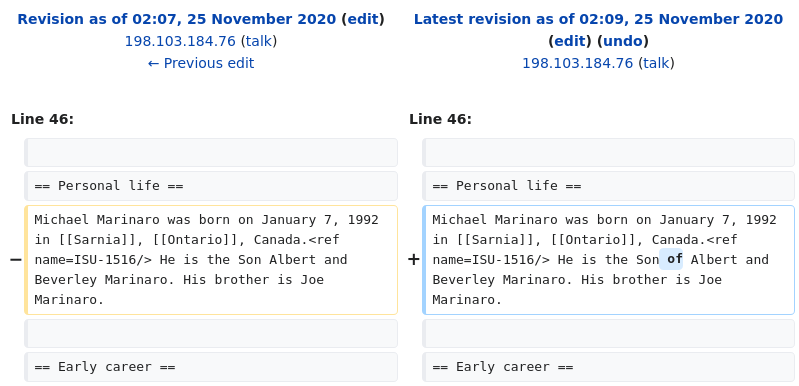 Revision as of 02:07, 25 November 2020 (edit)
198.103.184.76 (talk)
← Previous edit
Latest revision as of 02:09, 25 November 2020
(edit) (undo)
198.103.184.76 (talk)
Line 46:
Line 46:
== Personal life ==
== Personal life ==
− Michael Marinaro was born on January 7, 1992
in [[Sarnia]], [[Ontario]], Canada.<ref
name=ISU-1516/> He is the Son Albert and
Beverley Marinaro. His brother is Joe
Marinaro.
+ Michael Marinaro was born on January 7, 1992
in [[Sarnia]], [[Ontario]], Canada.<ref
name=ISU-1516/> He is the Son of Albert and
Beverley Marinaro. His brother is Joe
Marinaro.
== Early career ==
== Early career ==